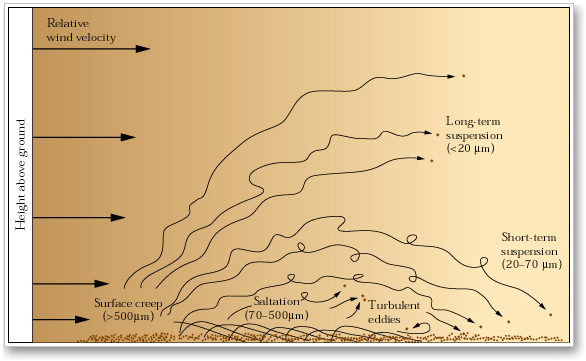 Relative
wind velocity
Height above ground
Long-term
suspension
(<20 μm)
Short-term
suspension
(20–70 μm)
Surface creep
(>500μm)
Saltation
(70–500μm)
Turbulent
eddies